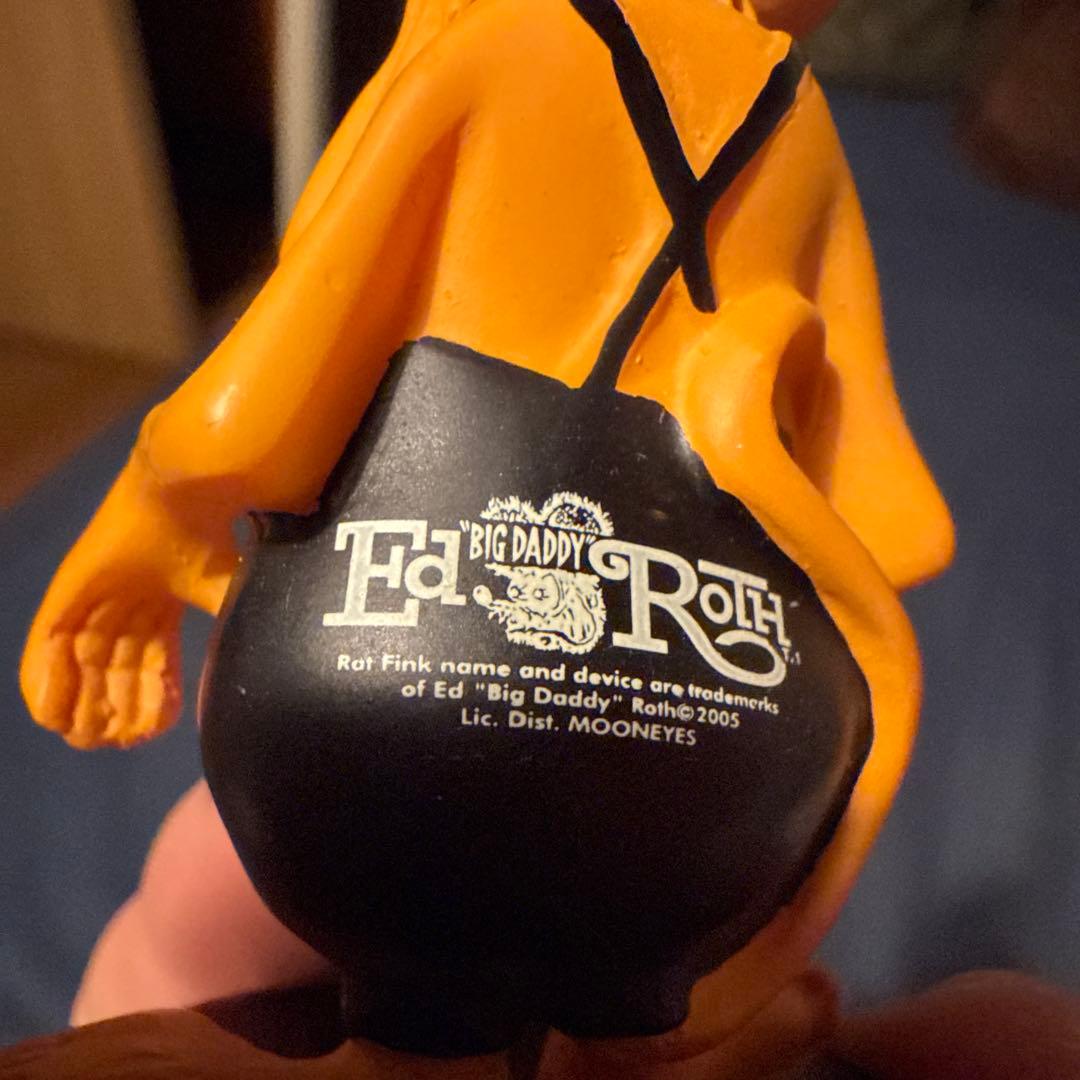 Ed "BIG DADDY" ROTH
Rat Fink name and device are trademarks
of Ed "Big Daddy" Roth© 2005
Lic. Dist. MOONEYES